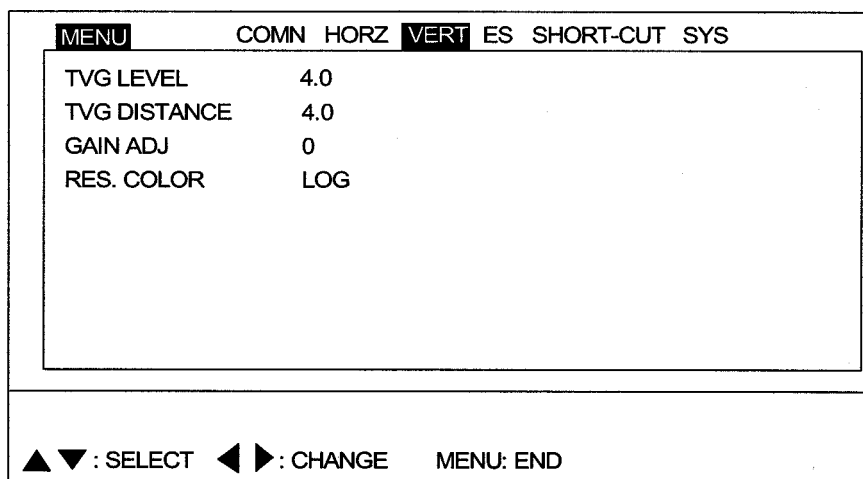 MENU COMN HORZ VERT ES SHORT-CUT SYS
TVG LEVEL 4.0
TVG DISTANCE 4.0
GAIN ADJ 0
RES. COLOR LOG
▲ ▼ : SELECT ◀ ▶ : CHANGE MENU: END